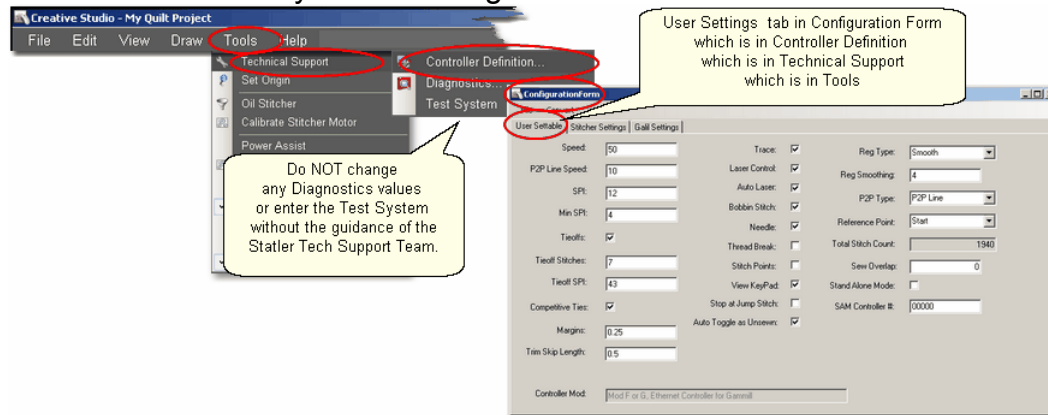 Creative Studio - My Quilt Project
File Edit View Draw Tools Help
Technical Support
Set Origin
Oil Stitcher
Calibrate Stitcher Motor
Power Assist
Controller Definition...
Diagnostics...
Test System
User Settings tab in Configuration Form
which is in Controller Definition
which is in Technical Support
which is in Tools
Do NOT change
any Diagnostics values
or enter the Test System
without the guidance of the
Statler Tech Support Team.
ConfigurationForm
User Settable Stitcher Settings Galil Settings
Speed: 50 Trace: Reg Type: Smooth
P2P Line Speed: 10 Laser Control: Reg Smoothing: 4
SPI: 12 Auto Laser: P2P Type: P2P Line
Min SPI: 4 Bobbin Stitch: Reference Point: Start
Needle:
Tieoffs: Thread Break: Total Stitch Count: 1940
Tieoff Stitches: 7 Stitch Points: Sew Overlap: 0
Tieoff SPI: 43 View KeyPad: Stand Alone Mode:
Competitive Ties: Stop at Jump Stitch: SAM Controller #: 00000
Margins: 0.25 Auto Toggle as Unsewn:
Trim Skip Length: 0.5
Controller Mod: Mod F or G, Ethernet Controller for Gammill